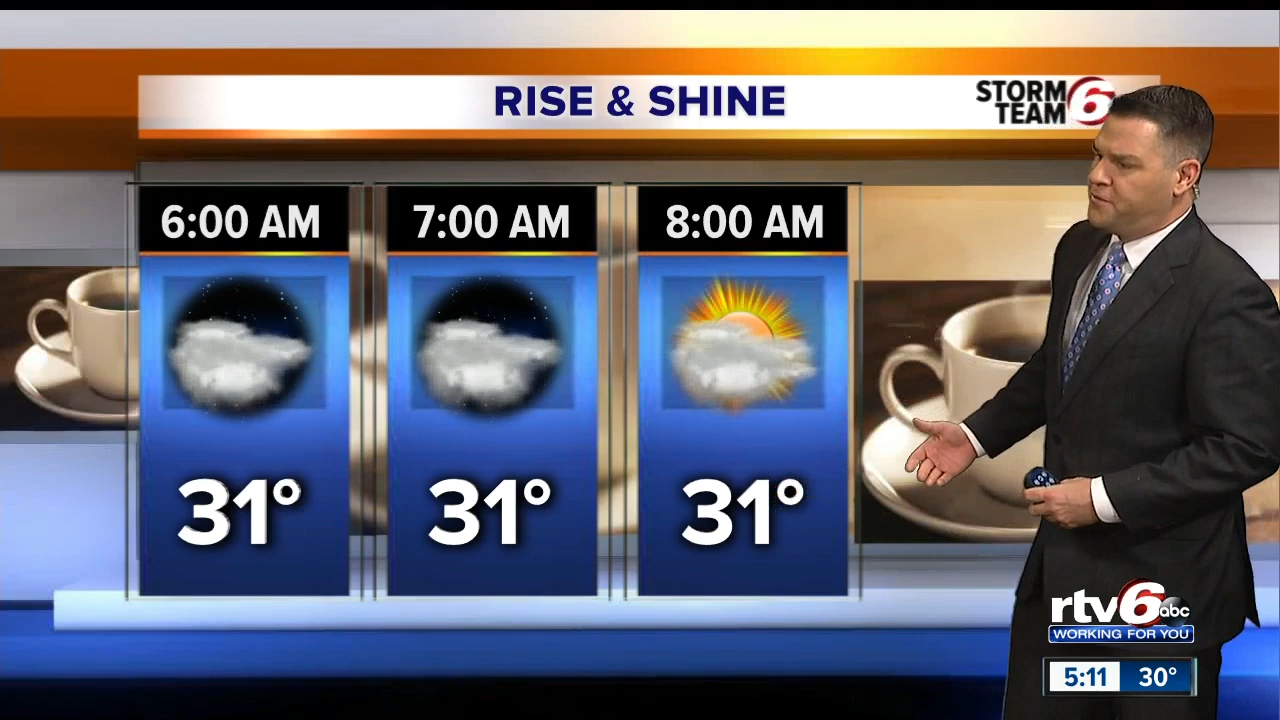 RISE & SHINE
STORM
TEAM 6
6:00 AM
7:00 AM
8:00 AM
31°
31°
31°
rtv6 abc
WORKING FOR YOU
5:11
30°